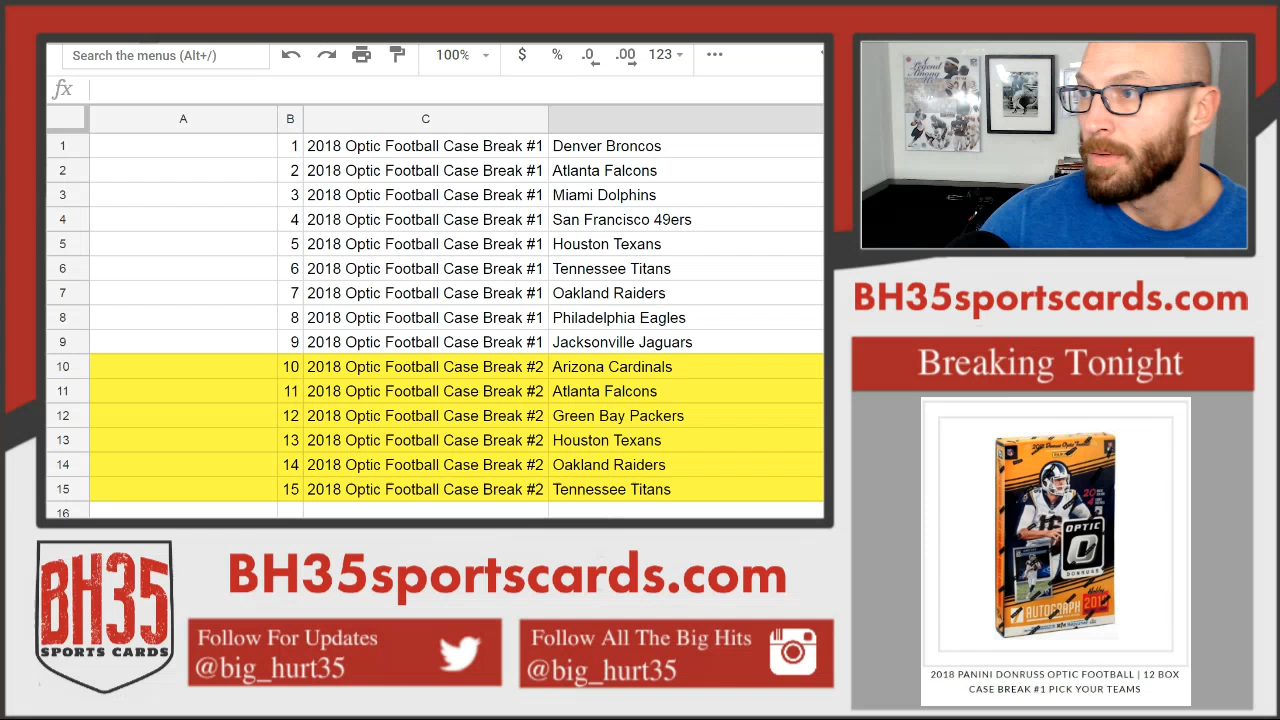 Search the menus (Alt+/)
100%
$
%
.0
.00
123
fx
A
B
C
1 1 2018 Optic Football Case Break #1 Denver Broncos
2 2 2018 Optic Football Case Break #1 Atlanta Falcons
3 3 2018 Optic Football Case Break #1 Miami Dolphins
4 4 2018 Optic Football Case Break #1 San Francisco 49ers
5 5 2018 Optic Football Case Break #1 Houston Texans
6 6 2018 Optic Football Case Break #1 Tennessee Titans
7 7 2018 Optic Football Case Break #1 Oakland Raiders
8 8 2018 Optic Football Case Break #1 Philadelphia Eagles
9 9 2018 Optic Football Case Break #1 Jacksonville Jaguars
10 10 2018 Optic Football Case Break #2 Arizona Cardinals
11 11 2018 Optic Football Case Break #2 Atlanta Falcons
12 12 2018 Optic Football Case Break #2 Green Bay Packers
13 13 2018 Optic Football Case Break #2 Houston Texans
14 14 2018 Optic Football Case Break #2 Oakland Raiders
15 15 2018 Optic Football Case Break #2 Tennessee Titans
16
BH35sportscards.com
Breaking Tonight
OPTIC
DONRUSS
AUTOGRAPH
2018 PANINI DONRUSS OPTIC FOOTBALL | 12 BOX
CASE BREAK #1 PICK YOUR TEAMS
BH35
SPORTS CARDS
BH35sportscards.com
Follow For Updates
@big_hurt35
Follow All The Big Hits
@big_hurt35